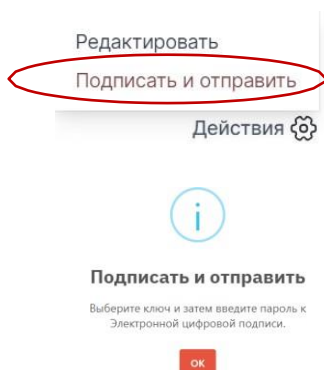 Редактировать
Подписать и отправить
Действия
Подписать и отправить
Выберите ключ и затем введите пароль к
Электронной цифровой подписи.
ОК